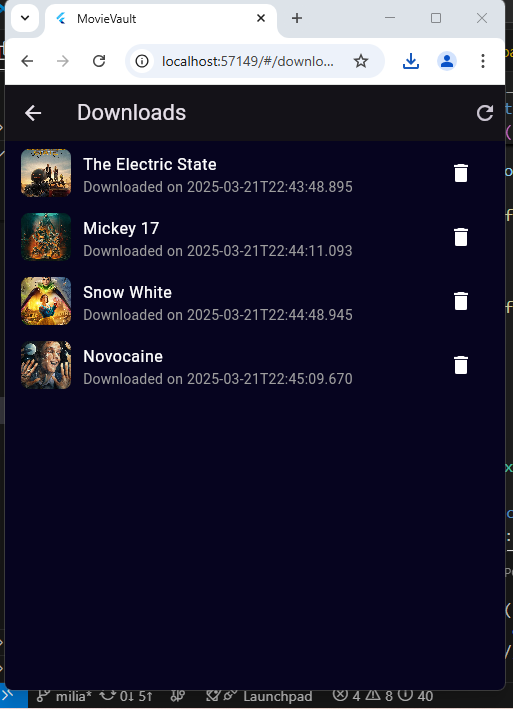 MovieVault
localhost:57149/#/downlo...
Downloads
The Electric State
Downloaded on 2025-03-21T22:43:48.895
Mickey 17
Downloaded on 2025-03-21T22:44:11.093
Snow White
Downloaded on 2025-03-21T22:44:48.945
Novocaine
Downloaded on 2025-03-21T22:45:09.670
milia* 0↓ 5↑ Launchpad 4 8 40